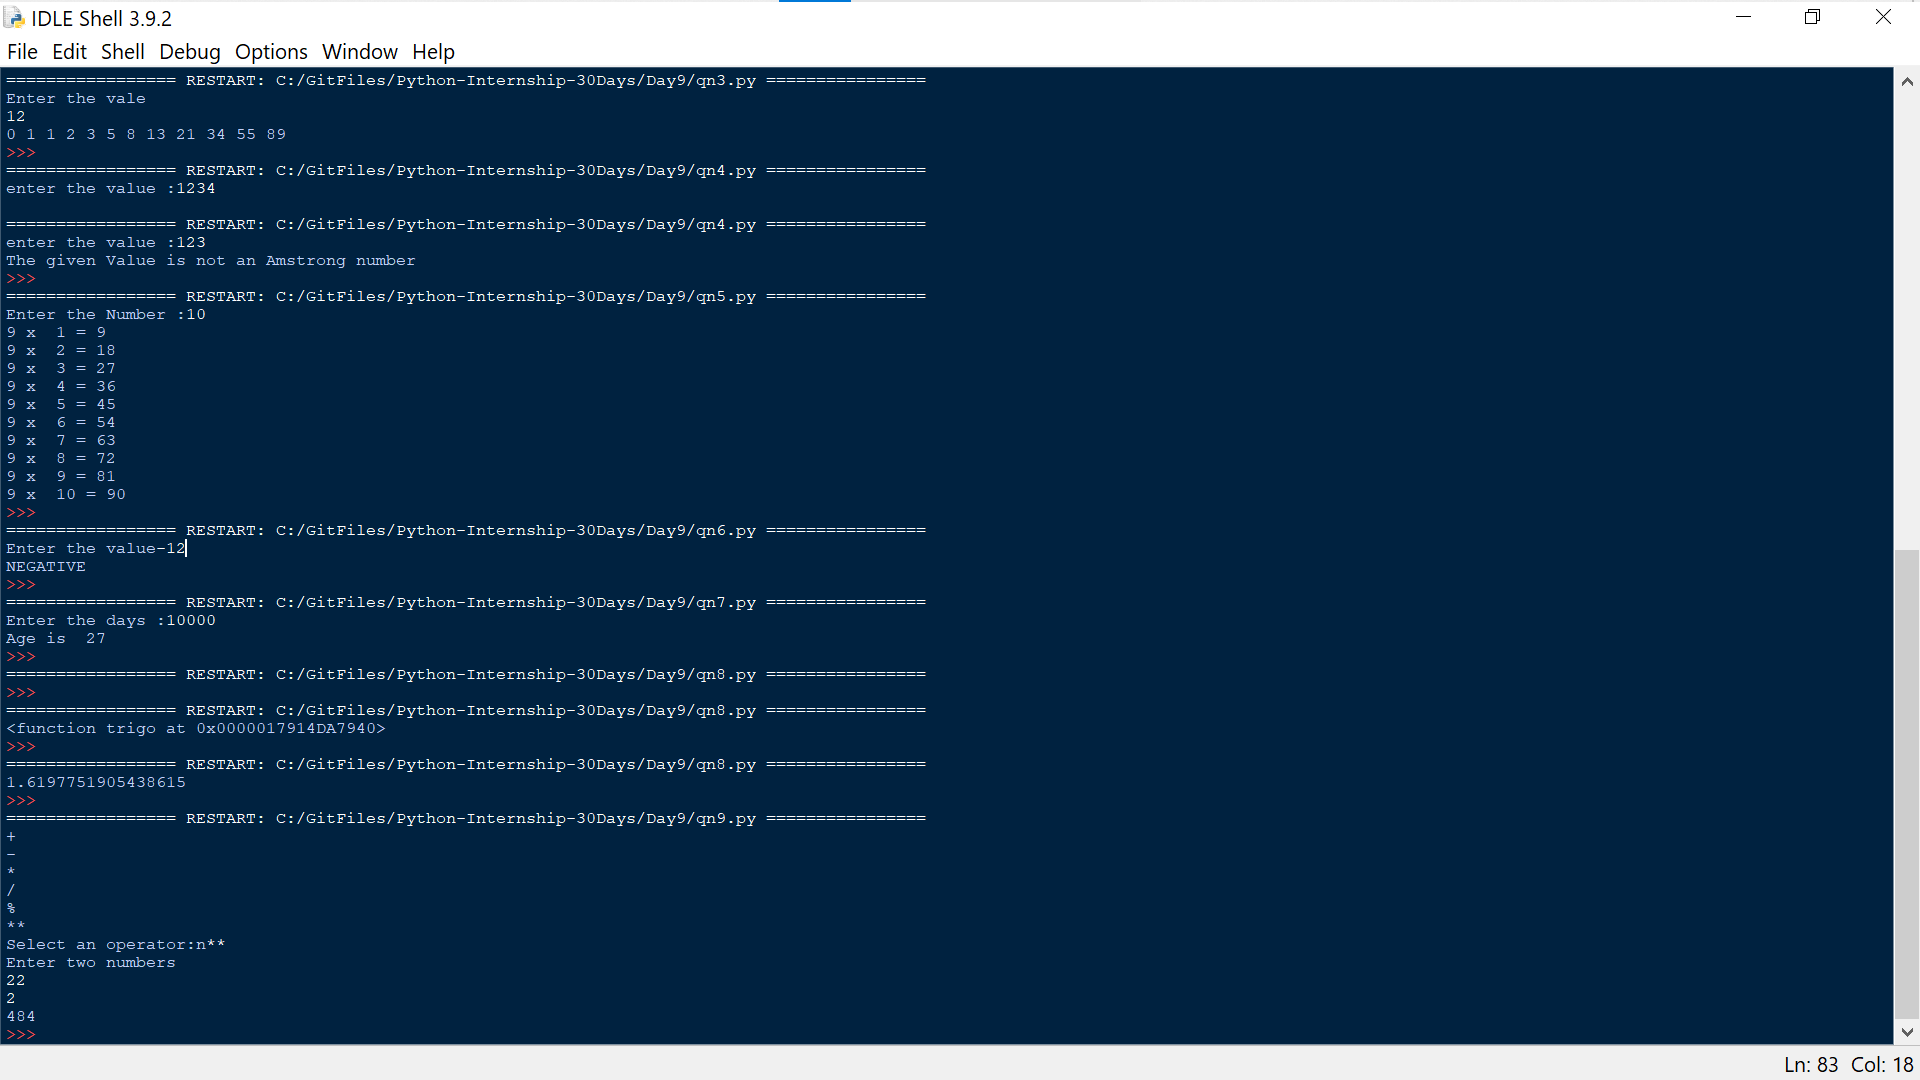 IDLE Shell 3.9.2
File Edit Shell Debug Options Window Help
================= RESTART: C:/GitFiles/Python-Internship-30Days/Day9/qn3.py ================
Enter the vale
12
0 1 1 2 3 5 8 13 21 34 55 89
>>>
================= RESTART: C:/GitFiles/Python-Internship-30Days/Day9/qn4.py ================
enter the value :1234
================= RESTART: C:/GitFiles/Python-Internship-30Days/Day9/qn4.py ================
enter the value :123
The given Value is not an Amstrong number
>>>
================= RESTART: C:/GitFiles/Python-Internship-30Days/Day9/qn5.py ================
Enter the Number :10
9 x  1 = 9
9 x  2 = 18
9 x  3 = 27
9 x  4 = 36
9 x  5 = 45
9 x  6 = 54
9 x  7 = 63
9 x  8 = 72
9 x  9 = 81
9 x  10 = 90
>>>
================= RESTART: C:/GitFiles/Python-Internship-30Days/Day9/qn6.py ================
Enter the value-12
NEGATIVE
>>>
================= RESTART: C:/GitFiles/Python-Internship-30Days/Day9/qn7.py ================
Enter the days :10000
Age is  27
>>>
================= RESTART: C:/GitFiles/Python-Internship-30Days/Day9/qn8.py ================
>>>
================= RESTART: C:/GitFiles/Python-Internship-30Days/Day9/qn8.py ================
<function trigo at 0x0000017914DA7940>
>>>
================= RESTART: C:/GitFiles/Python-Internship-30Days/Day9/qn8.py ================
1.6197751905438615
>>>
================= RESTART: C:/GitFiles/Python-Internship-30Days/Day9/qn9.py ================
+
-
*
/
%
**
Select an operator:n**
Enter two numbers
22
2
484
>>>
Ln: 83 Col: 18